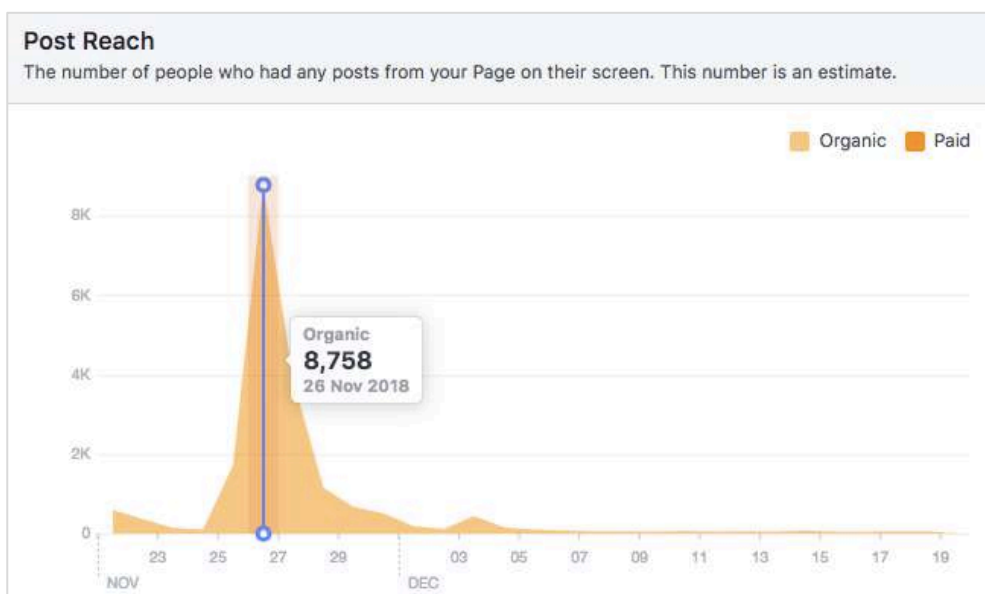 Post Reach
The number of people who had any posts from your Page on their screen. This number is an estimate.
Organic Paid
8K
6K
Organic
8,758
4K
26 Nov 2018
2K
0
23 25 27 29 03 05 07 09 11 13 15 17 19
NOV DEC